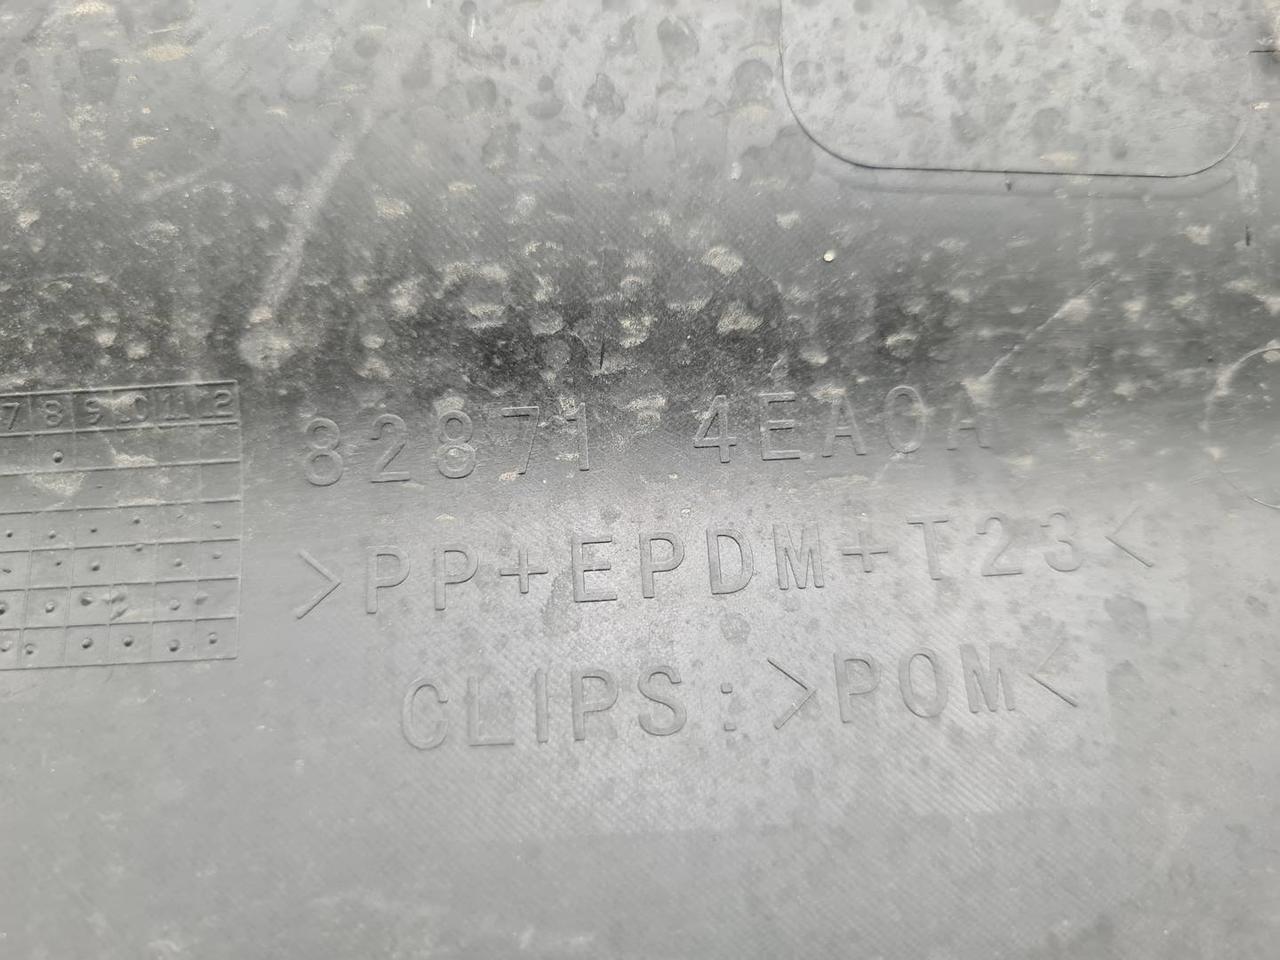 7 8 9 10 11 12
82871 4EA0A
>PP+EPDM+T23<
CLIPS:>POM<